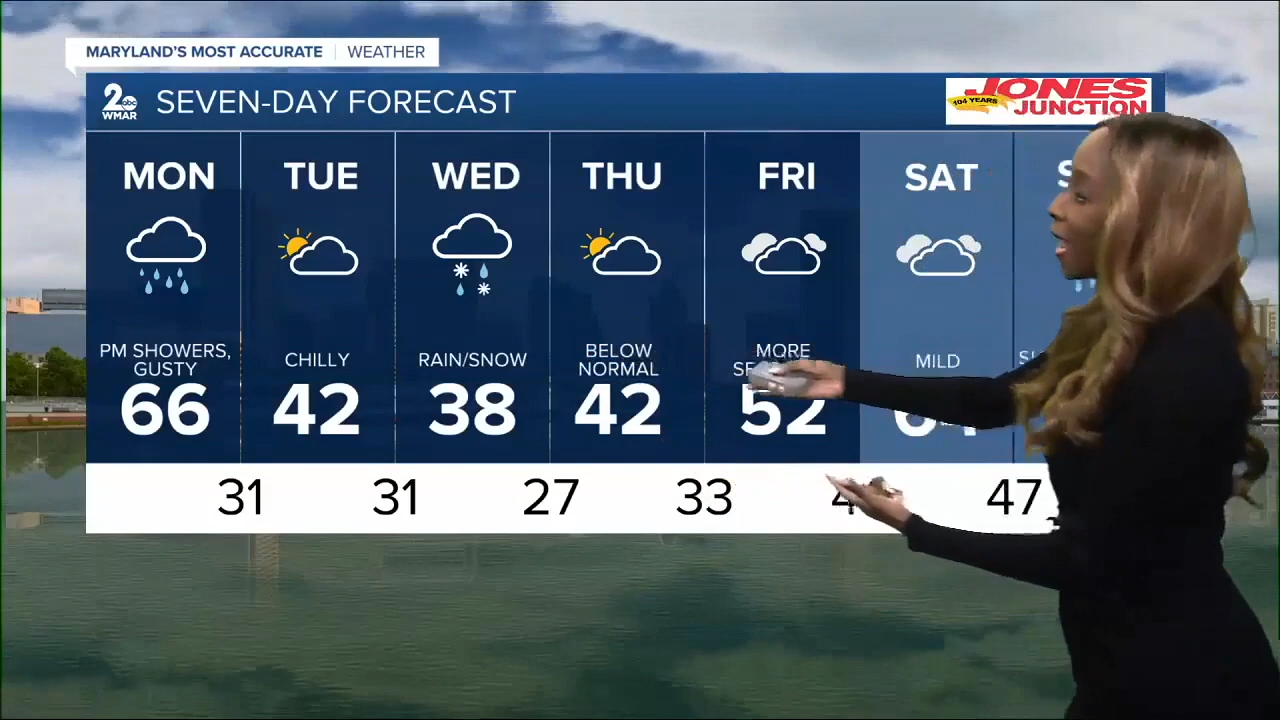 MARYLAND'S MOST ACCURATE | WEATHER
2 abc
WMAR
SEVEN-DAY FORECAST
JONES
104 YEARS
JUNCTION
MON
TUE
WED
THU
FRI
SAT
PM SHOWERS,
GUSTY
CHILLY
RAIN/SNOW
BELOW
NORMAL
MORE
MILD
66
42
38
42
52
31
31
27
33
47